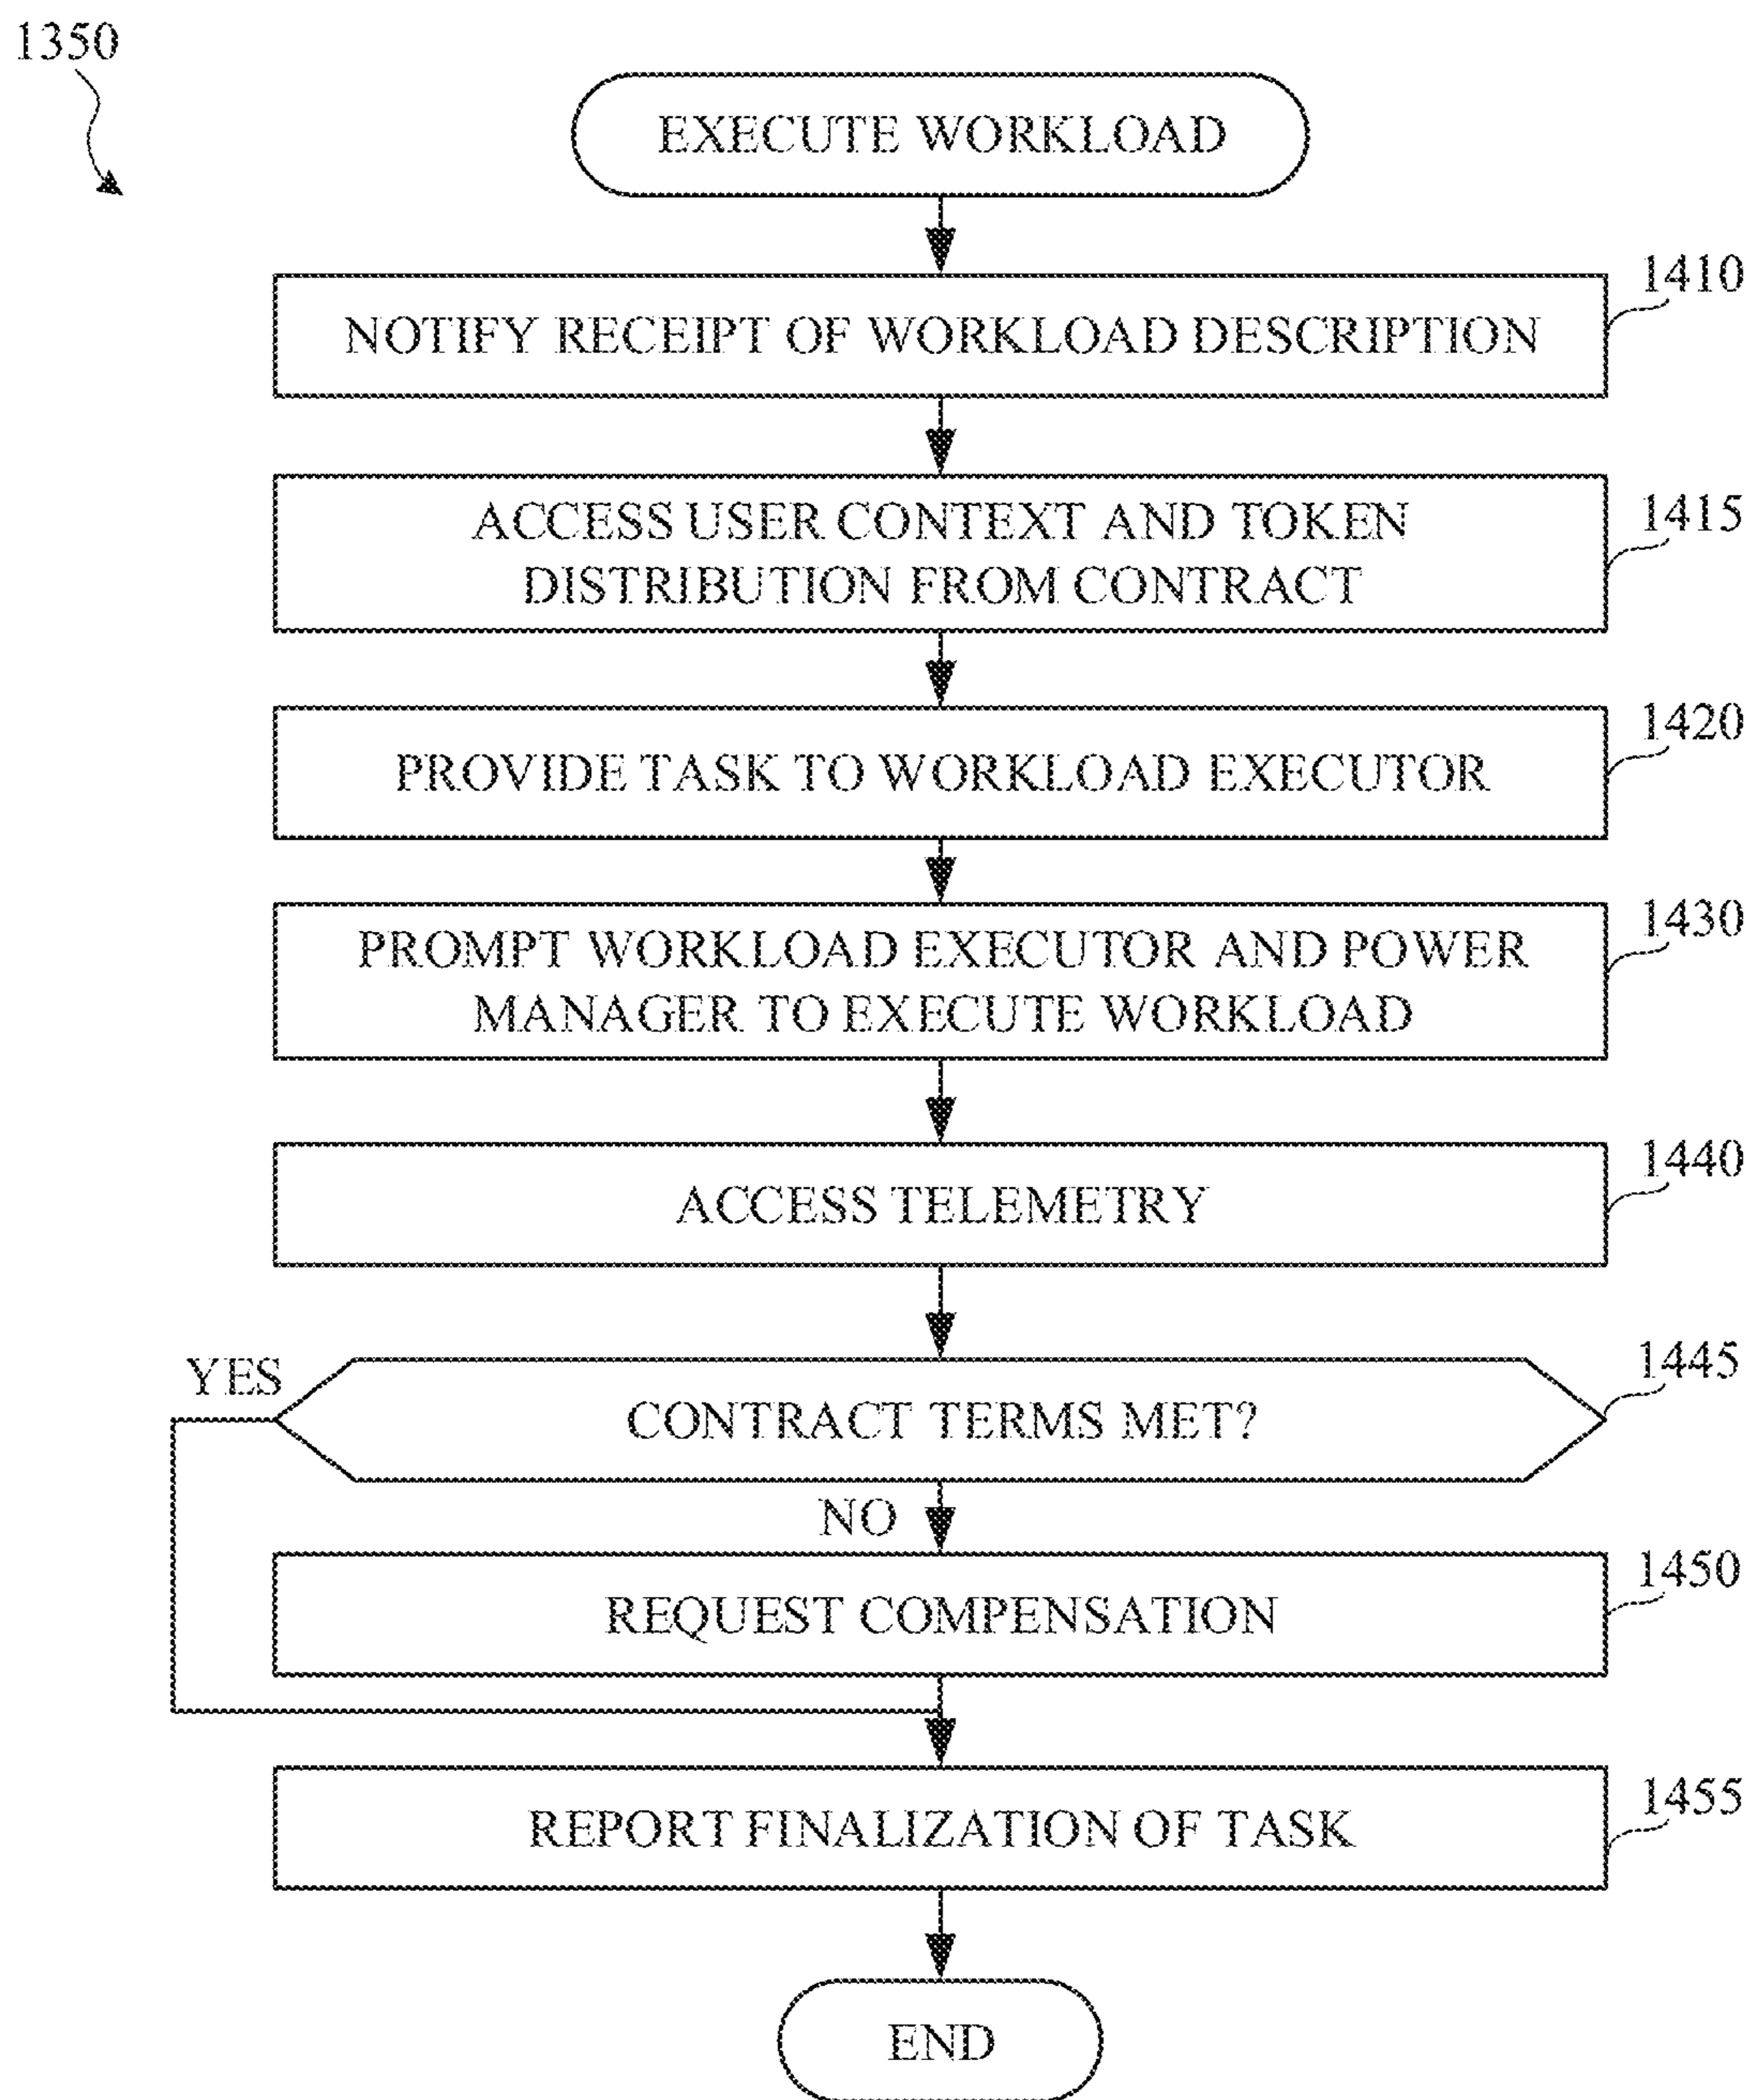 1350
EXECUTE WORKLOAD
1410
NOTIFY RECEIPT OF WORKLOAD DESCRIPTION
1415
ACCESS USER CONTEXT AND TOKEN
DISTRIBUTION FROM CONTRACT
1420
PROVIDE TASK TO WORKLOAD EXECUTOR
1430
PROMPT WORKLOAD EXECUTOR AND POWER
MANAGER TO EXECUTE WORKLOAD
1440
ACCESS TELEMETRY
1445
YES
CONTRACT TERMS MET?
NO
1450
REQUEST COMPENSATION
1455
REPORT FINALIZATION OF TASK
END